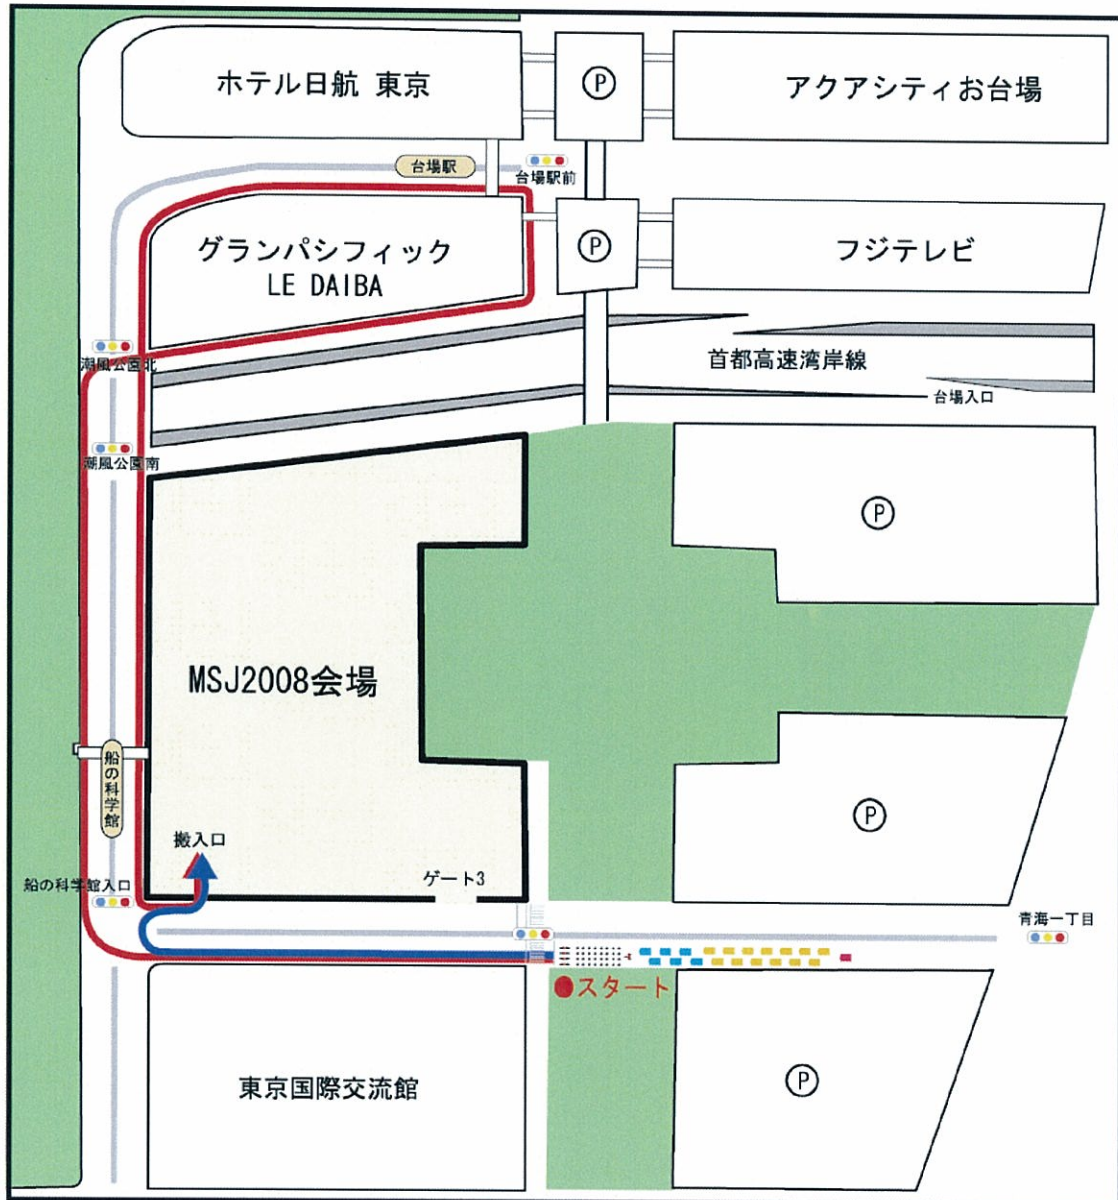 ホテル日航 東京
P
アクアシティお台場
台場駅
台場駅前
グランパシフィック
LE DAIBA
P
フジテレビ
潮風公園北
首都高速湾岸線
台場入口
潮風公園南
P
MSJ2008会場
船の科学館
P
搬入口
船の科学館入口
ゲート3
青海一丁目
●スタート
東京国際交流館
P